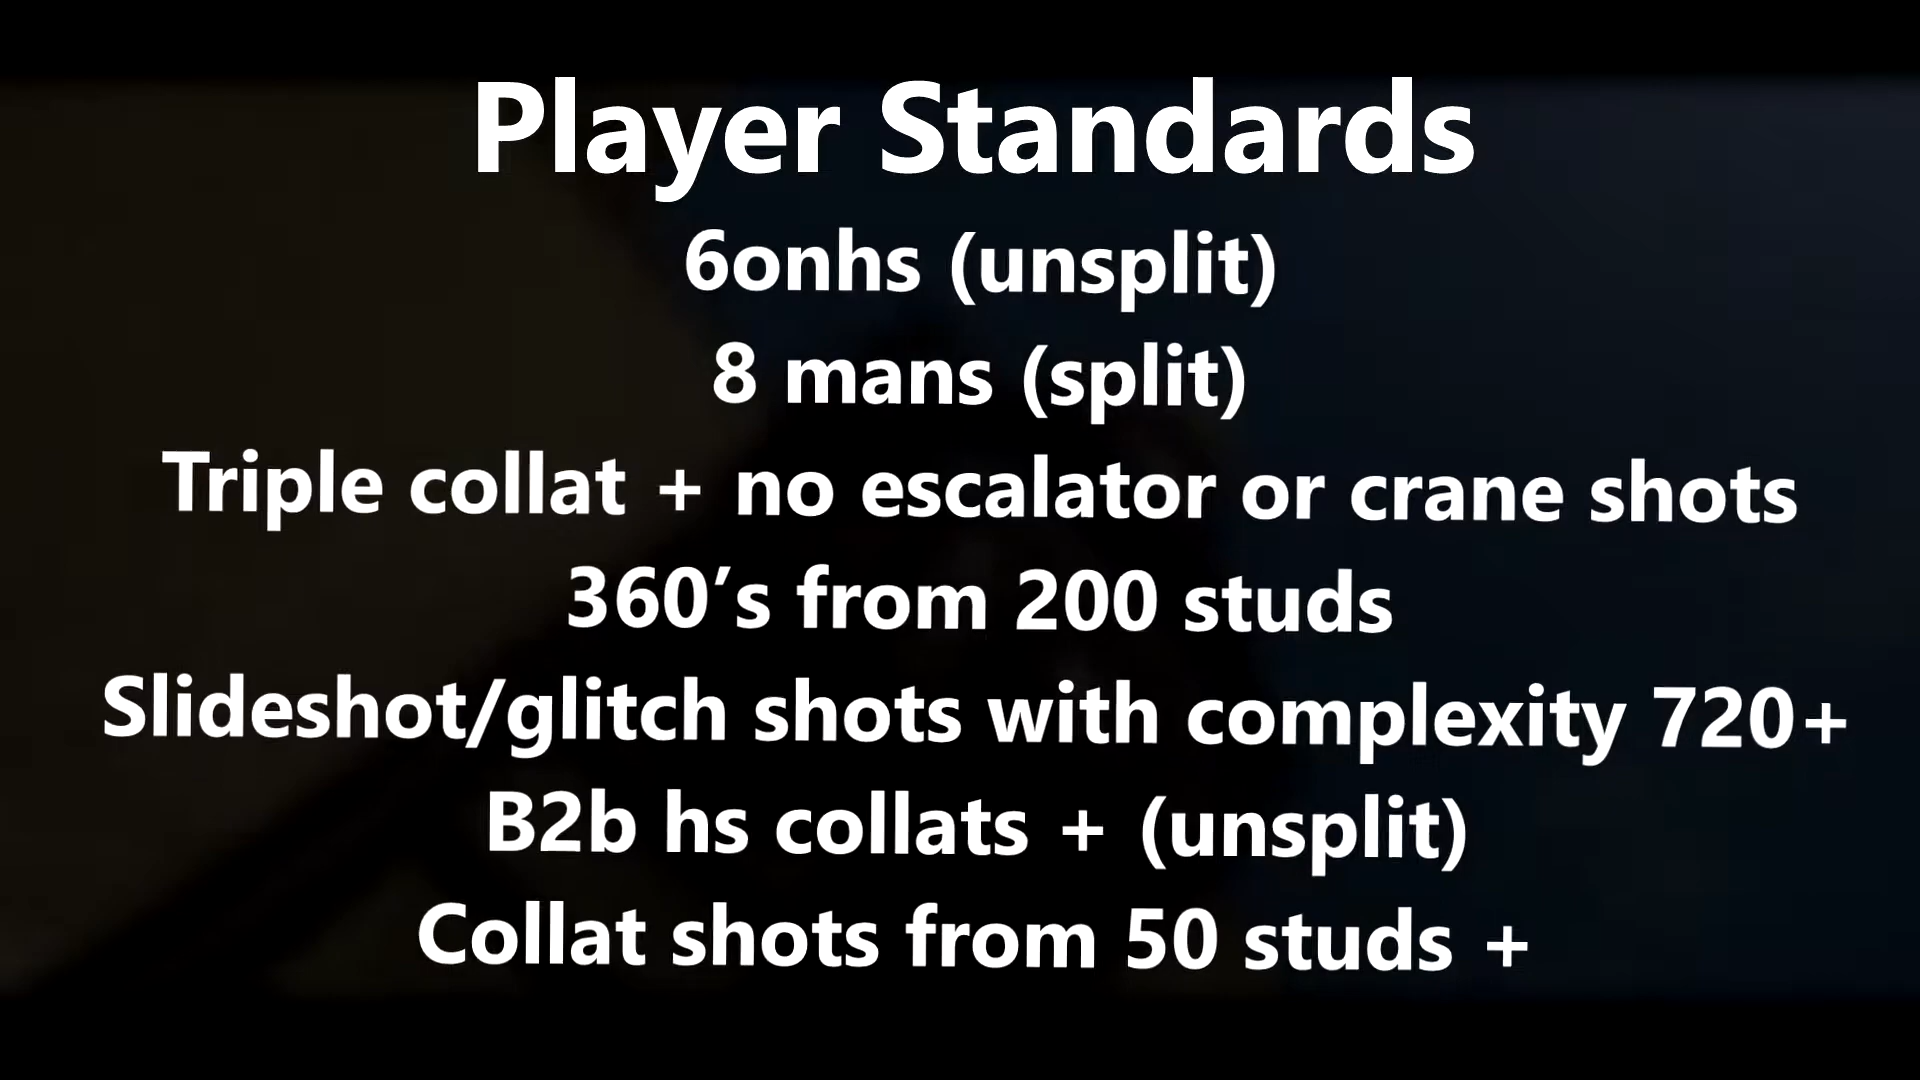 Player Standards
6onhs (unsplit)
8 mans (split)
Triple collat + no escalator or crane shots
360’s from 200 studs
Slideshot/glitch shots with complexity 720+
B2b hs collats + (unsplit)
Collat shots from 50 studs +